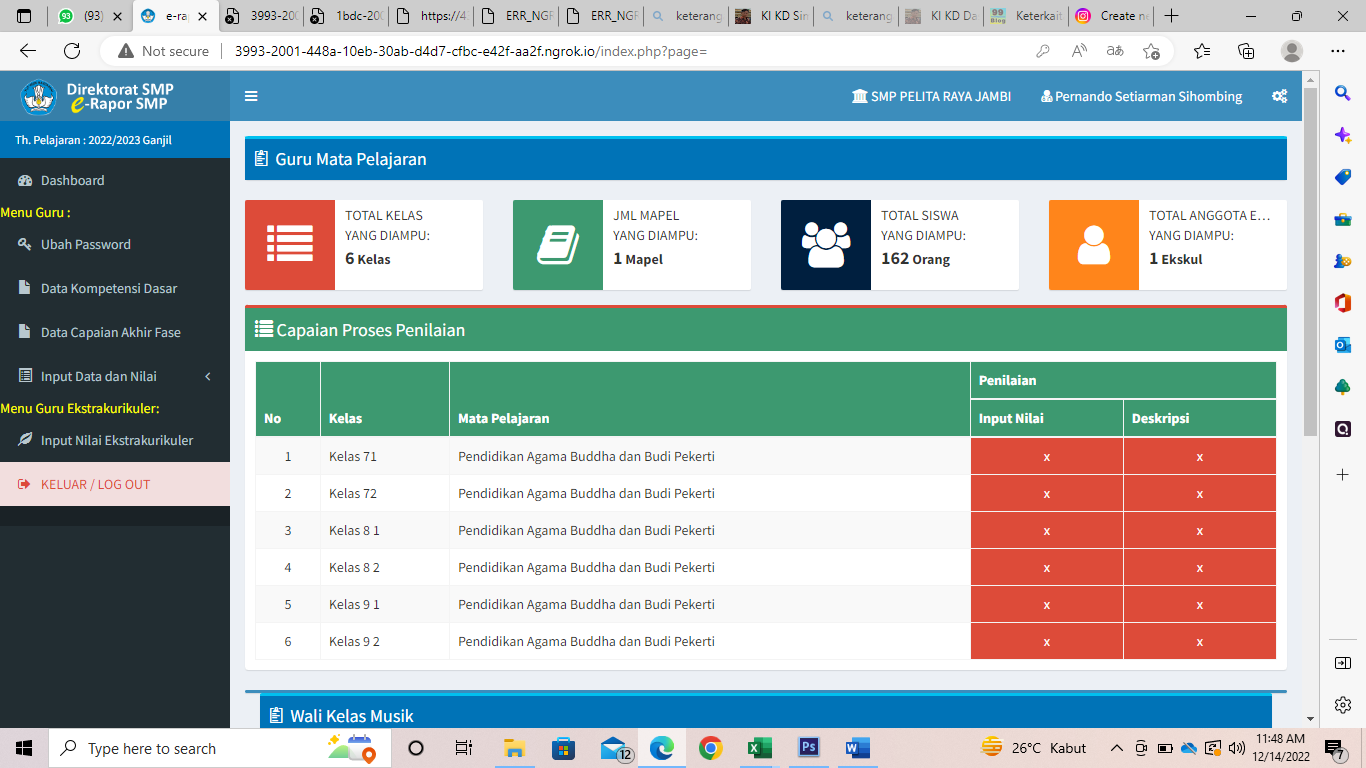 (93)
e-ra
3993-200
1bdc-200
https://4
ERR_NGR
ERR_NGR
keterang
KI KD Sin
keterang
KI KD Da
99
Blog
Keterkait
Create ne
Not secure
3993-2001-448a-10eb-30ab-d4d7-cfbc-e42f-aa2f.ngrok.io/index.php?page=
Direktorat SMP
e-Rapor SMP
SMP PELITA RAYA JAMBI
Pernando Setiarman Sihombing
Th. Pelajaran : 2022/2023 Ganjil
Dashboard
Menu Guru :
Ubah Password
Data Kompetensi Dasar
Data Capaian Akhir Fase
Input Data dan Nilai
Menu Guru Ekstrakurikuler:
Input Nilai Ekstrakurikuler
KELUAR / LOG OUT
Guru Mata Pelajaran
TOTAL KELAS
YANG DIAMPU:
6 Kelas
JML MAPEL
YANG DIAMPU:
1 Mapel
TOTAL SISWA
YANG DIAMPU:
162 Orang
TOTAL ANGGOTA E...
YANG DIAMPU:
1 Ekskul
Capaian Proses Penilaian
No Kelas Mata Pelajaran Penilaian
Input Nilai Deskripsi
1 Kelas 71 Pendidikan Agama Buddha dan Budi Pekerti x x
2 Kelas 72 Pendidikan Agama Buddha dan Budi Pekerti x x
3 Kelas 8 1 Pendidikan Agama Buddha dan Budi Pekerti x x
4 Kelas 8 2 Pendidikan Agama Buddha dan Budi Pekerti x x
5 Kelas 9 1 Pendidikan Agama Buddha dan Budi Pekerti x x
6 Kelas 9 2 Pendidikan Agama Buddha dan Budi Pekerti x x
Wali Kelas Musik
Type here to search
12
26°C Kabut
11:48 AM
12/14/2022
7